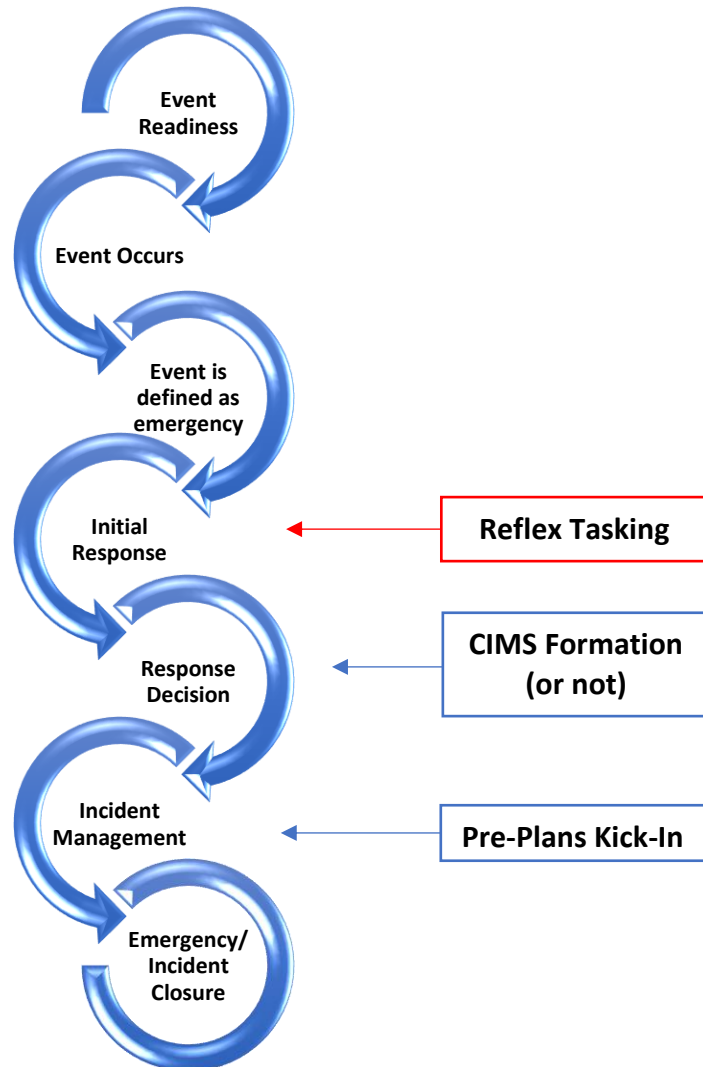 Event
Readiness
Event Occurs
Event is
defined as
emergency
Initial
Response
Reflex Tasking
Response
Decision
CIMS Formation
(or not)
Incident
Management
Pre-Plans Kick-In
Emergency/
Incident
Closure